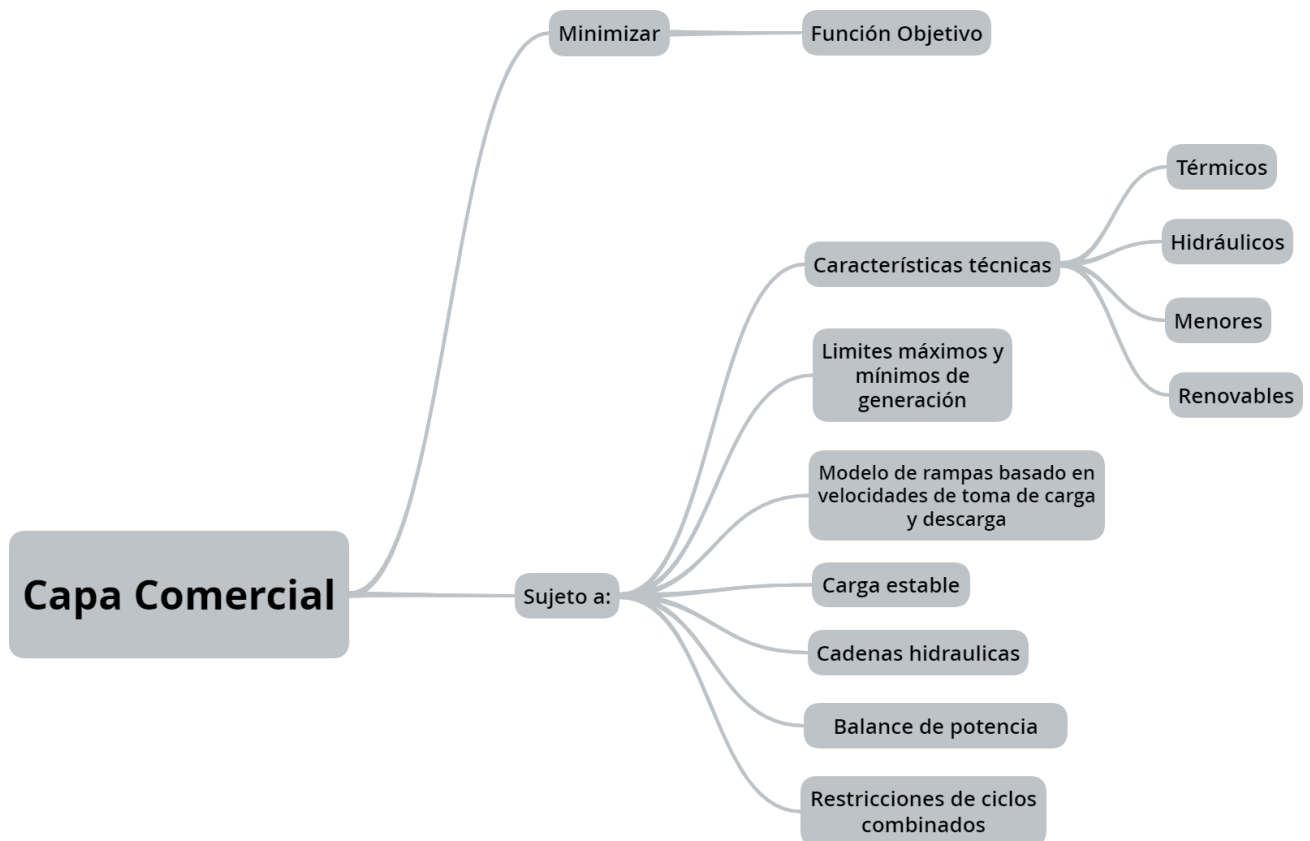 Minimizar
Función Objetivo
Térmicos
Hidráulicos
Características técnicas
Menores
Limites máximos y
mínimos de
generación
Renovables
Modelo de rampas basado en
velocidades de toma de carga
y descarga
Capa Comercial
Sujeto a:
Carga estable
Cadenas hidraulicas
Balance de potencia
Restricciones de ciclos
combinados